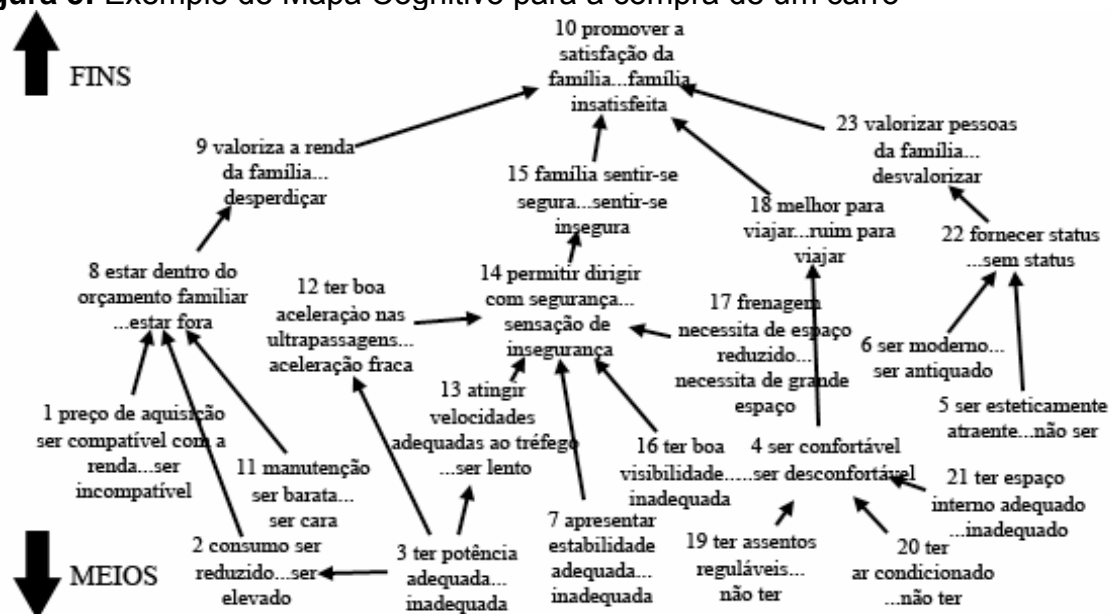 gura 3. Exemplo de Mapa Cognitivo para a compra de um carro
FINS
10 promover a
satisfação da
família...família
insatisfeita
23 valorizar pessoas
da família...
desvalorizar
9 valoriza a renda
da família...
desperdiçar
15 família sentir-se
segura...sentir-se
insegura
18 melhor para
viajar...ruim para
viajar
22 fornecer status
...sem status
8 estar dentro do
orçamento familiar
...estar fora
12 ter boa
aceleração nas
ultrapassagens...
aceleração fraca
14 permitir dirigir
com segurança...
sensação de
insegurança
17 frenagem
necessita de espaço
reduzido...
necessita de grande
espaço
6 ser moderno...
ser antiquado
13 atingir
velocidades
adequadas ao tréfego
...ser lento
1 preço de aquisição
ser compatível com a
renda...ser
incompatível
11 manutenção
ser barata...
ser cara
16 ter boa
visibilidade...
inadequada
4 ser confortável
...ser desconfortável
5 ser esteticamente
atraente...não ser
21 ter espaço
interno adequado
...inadequado
MEIOS
2 consumo ser
reduzido...ser
elevado
3 ter potência
adequada...
inadequada
7 apresentar
estabilidade
adequada...
inadequada
19 ter assentos
reguláveis...
não ter
20 ter
ar condicionado
...não ter